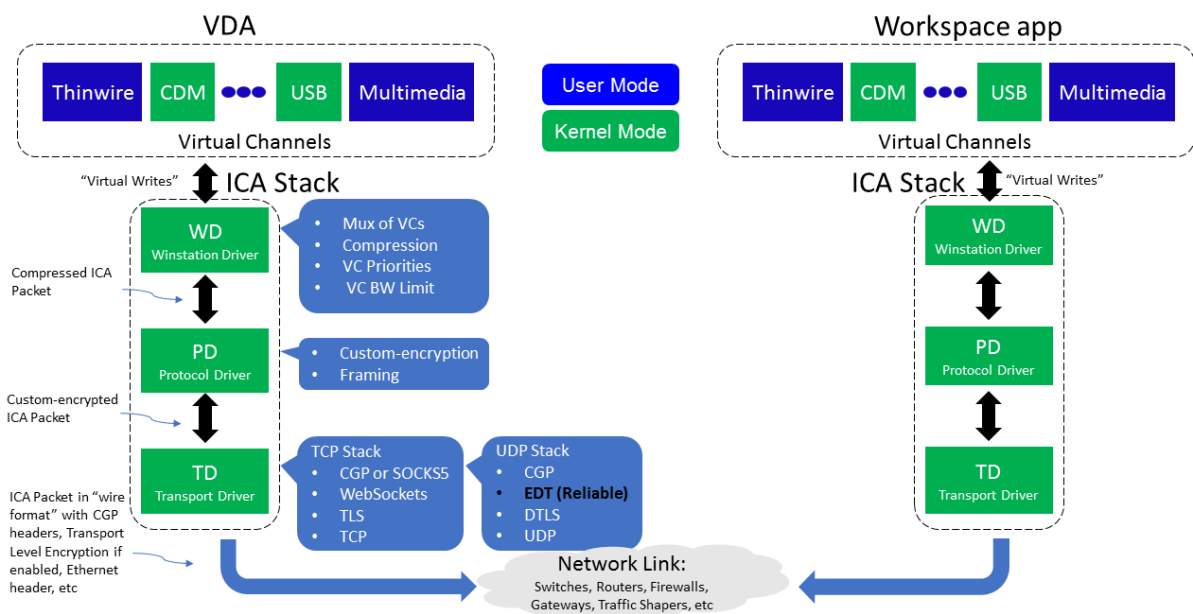 VDA
Thinwire
CDM
USB
Multimedia
Virtual Channels
User Mode
Kernel Mode
Workspace app
Thinwire
CDM
USB
Multimedia
Virtual Channels
“Virtual Writes”
ICA Stack
WD
Winstation Driver
• Mux of VCs
• Compression
• VC Priorities
• VC BW Limit
Compressed ICA
Packet
PD
Protocol Driver
• Custom-encryption
• Framing
Custom-encrypted
ICA Packet
TD
Transport Driver
TCP Stack
• CGP or SOCKS5
• WebSockets
• TLS
• TCP
UDP Stack
• CGP
• EDT (Reliable)
• DTLS
• UDP
ICA Packet in “wire
format” with CGP
headers, Transport
Level Encryption if
enabled, Ethernet
header, etc
Network Link:
Switches, Routers, Firewalls,
Gateways, Traffic Shapers, etc
ICA Stack
“Virtual Writes”
WD
Winstation Driver
PD
Protocol Driver
TD
Transport Driver